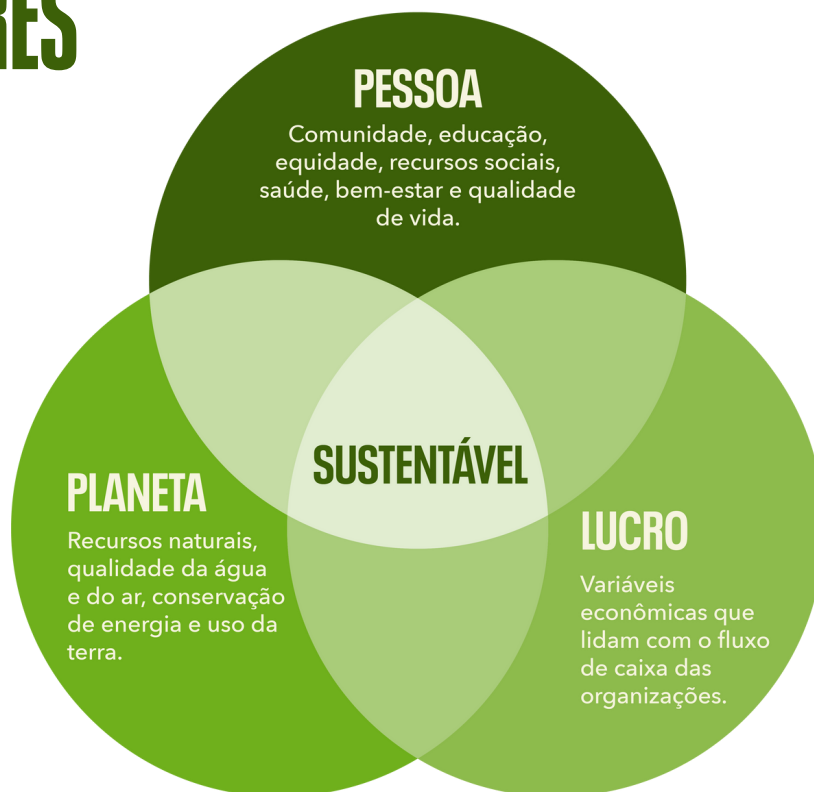 PESSOA
Comunidade, educação,
equidade, recursos sociais,
saúde, bem-estar e qualidade
de vida.
SUSTENTÁVEL
PLANETA
Recursos naturais,
qualidade da água
e do ar, conservação
de energia e uso da
terra.
LUCRO
Variáveis
econômicas que
lidam com o fluxo
de caixa das
organizações.